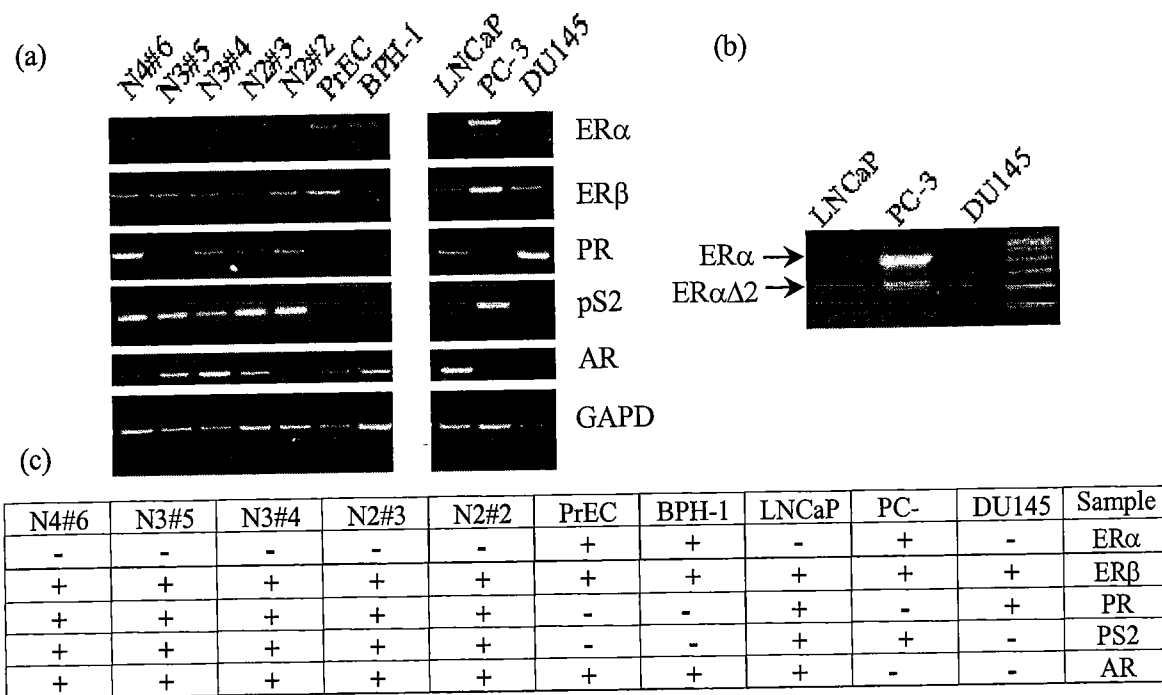 (a)
N4#6 N3#5 N3#4 N2#3 N2#2 PrEC BPH-1 LNCaP PC-3 DU145
ERα
ERβ
PR
pS2
AR
GAPD
(b)
LNCaP PC-3 DU145
ERα
ERαΔ2
(c)
N4#6 N3#5 N3#4 N2#3 N2#2 PrEC BPH-1 LNCaP PC- DU145 Sample
- - - - - + + - + - ERα
+ + + + + + + + + + ERβ
+ + + + + - - + - + PR
+ + + + + - - + + - PS2
+ + + + + + + + - - AR